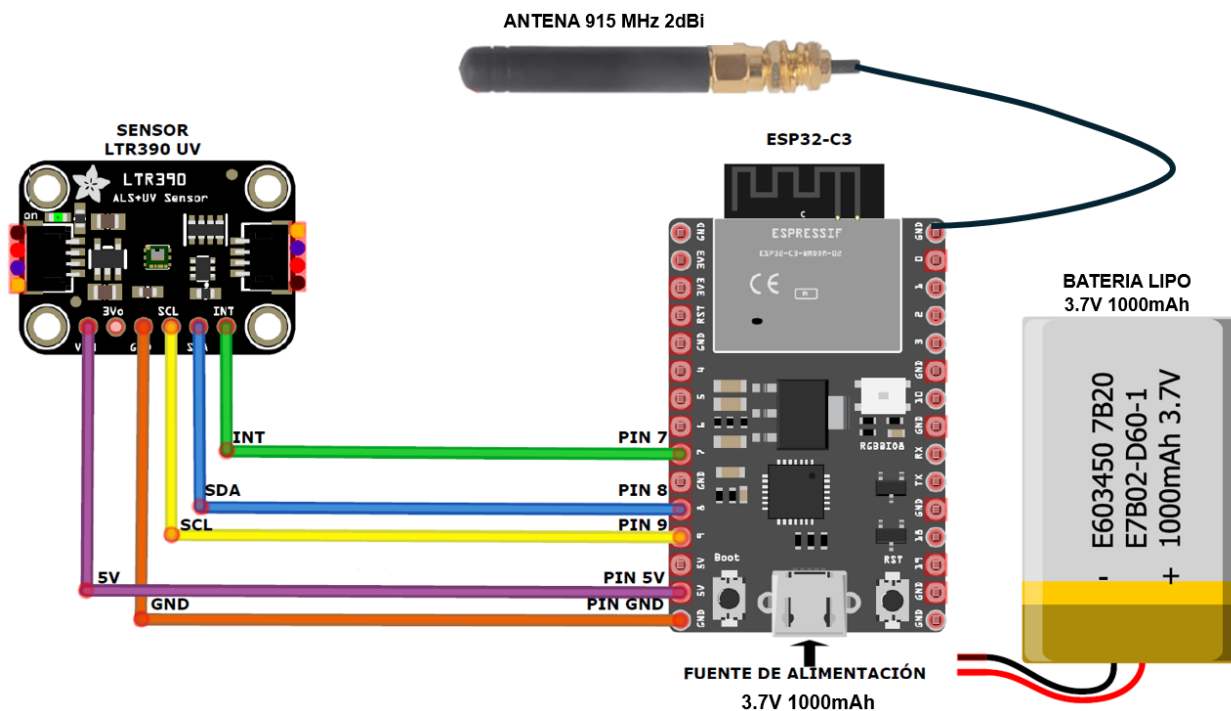 ANTENA 915 MHz 2dBi
SENSOR
LTR390 UV
LTR390
ALS+UV Sensor
on
3Vo
SCL
INT
ESP32-C3
ESPRESSIF
ESP32-C3-WROOM-02
CE
GND
3V3
3V3
RST
GND
4
5
6
7
GND
8
9
5V
5V
GND
GND
0
1
2
3
GND
10
GND
RX
TX
GND
18
19
GND
GND
RGB@IO8
Boot
RST
BATERIA LIPO
3.7V 1000mAh
E603450 7B20
E7B02-D60-1
- + 1000mAh 3.7V
INT
PIN 7
SDA
PIN 8
SCL
PIN 9
5V
PIN 5V
GND
PIN GND
FUENTE DE ALIMENTACIÓN
3.7V 1000mAh